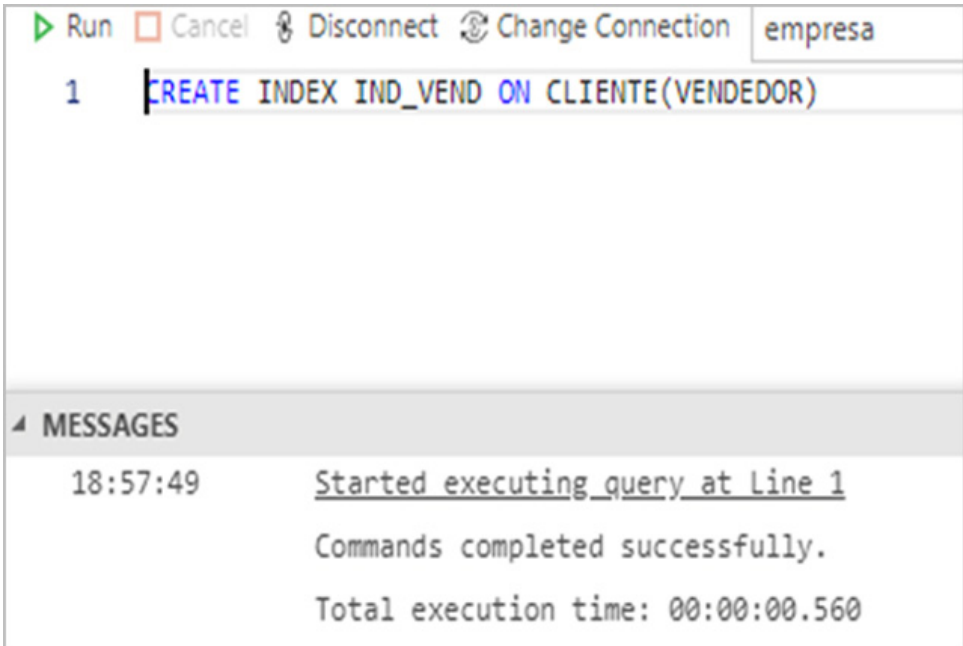 Run Cancel Disconnect Change Connection empresa
1 CREATE INDEX IND_VEND ON CLIENTE(VENDEDOR)
MESSAGES
18:57:49 Started executing query at Line 1
Commands completed successfully.
Total execution time: 00:00:00.560